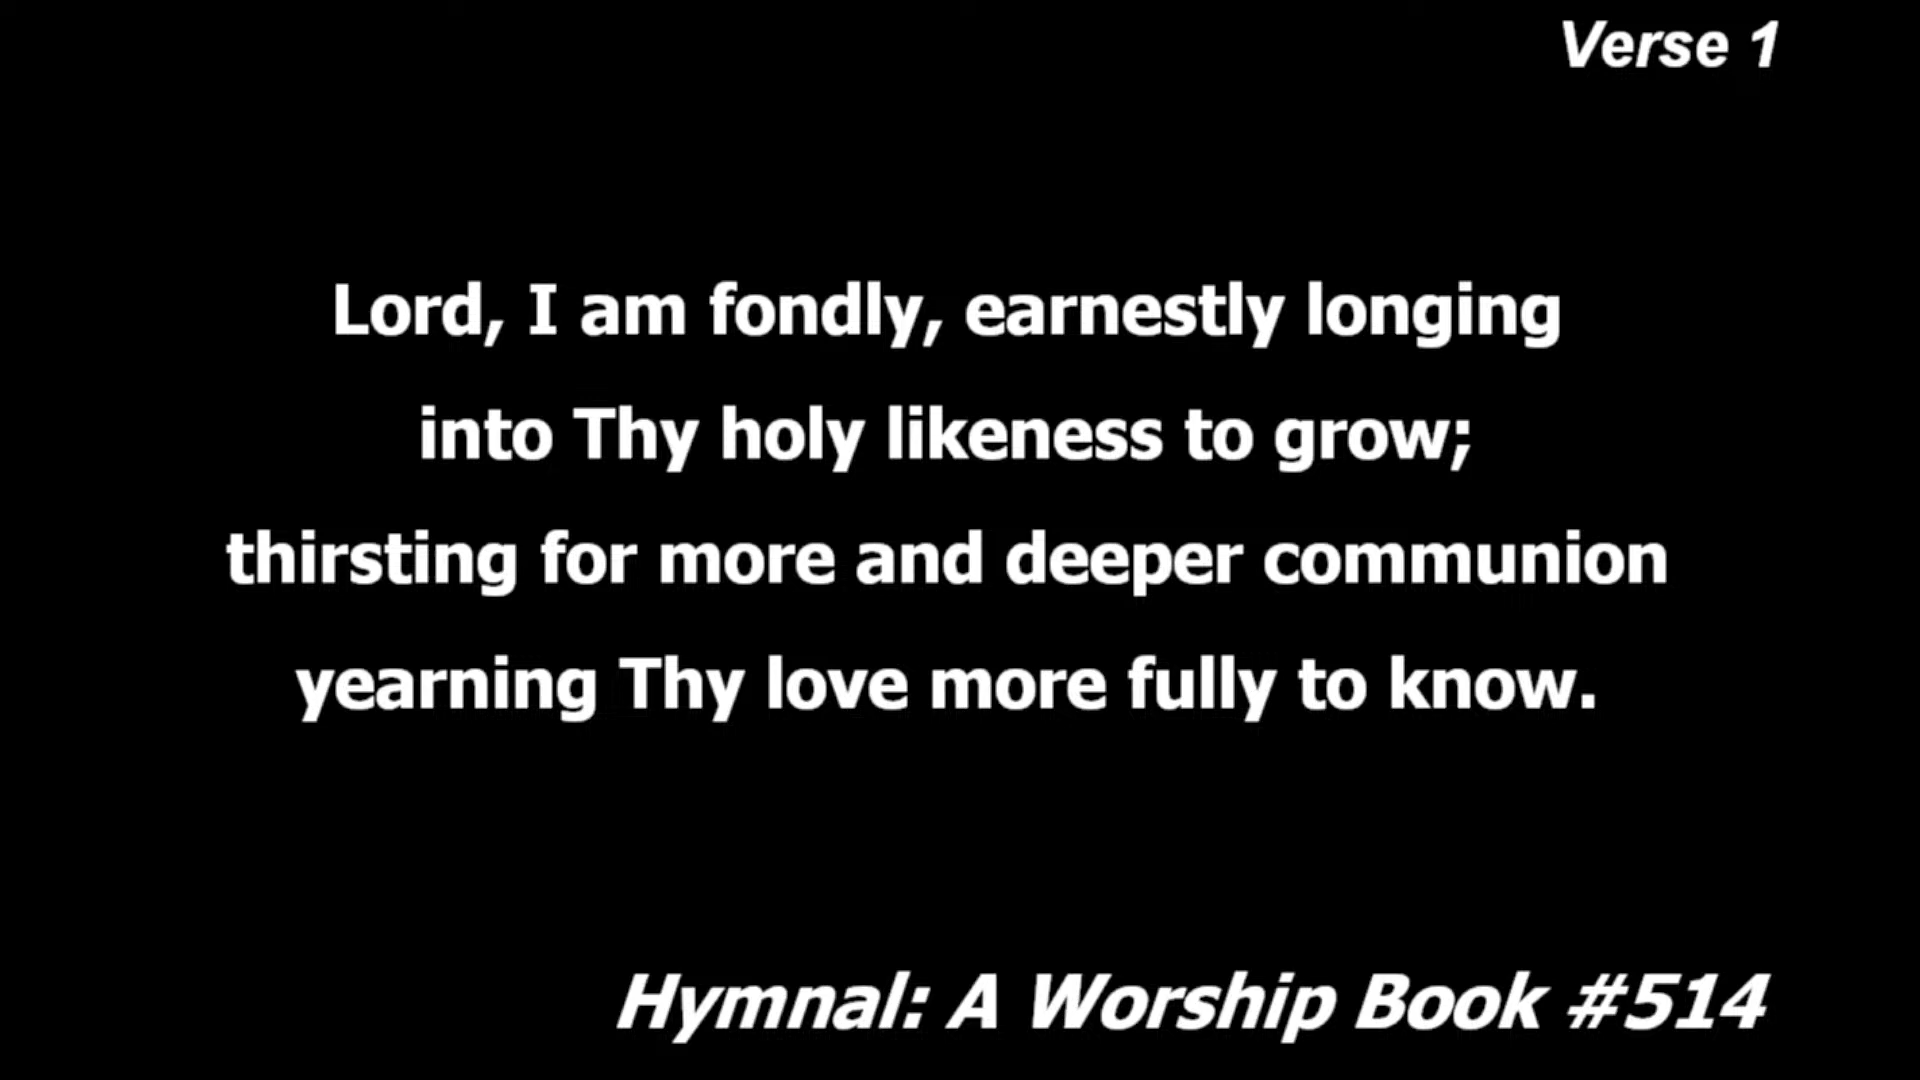 Verse 1
Lord, I am fondly, earnestly longing
into Thy holy likeness to grow;
thirsting for more and deeper communion
yearning Thy love more fully to know.
Hymnal: A Worship Book #514